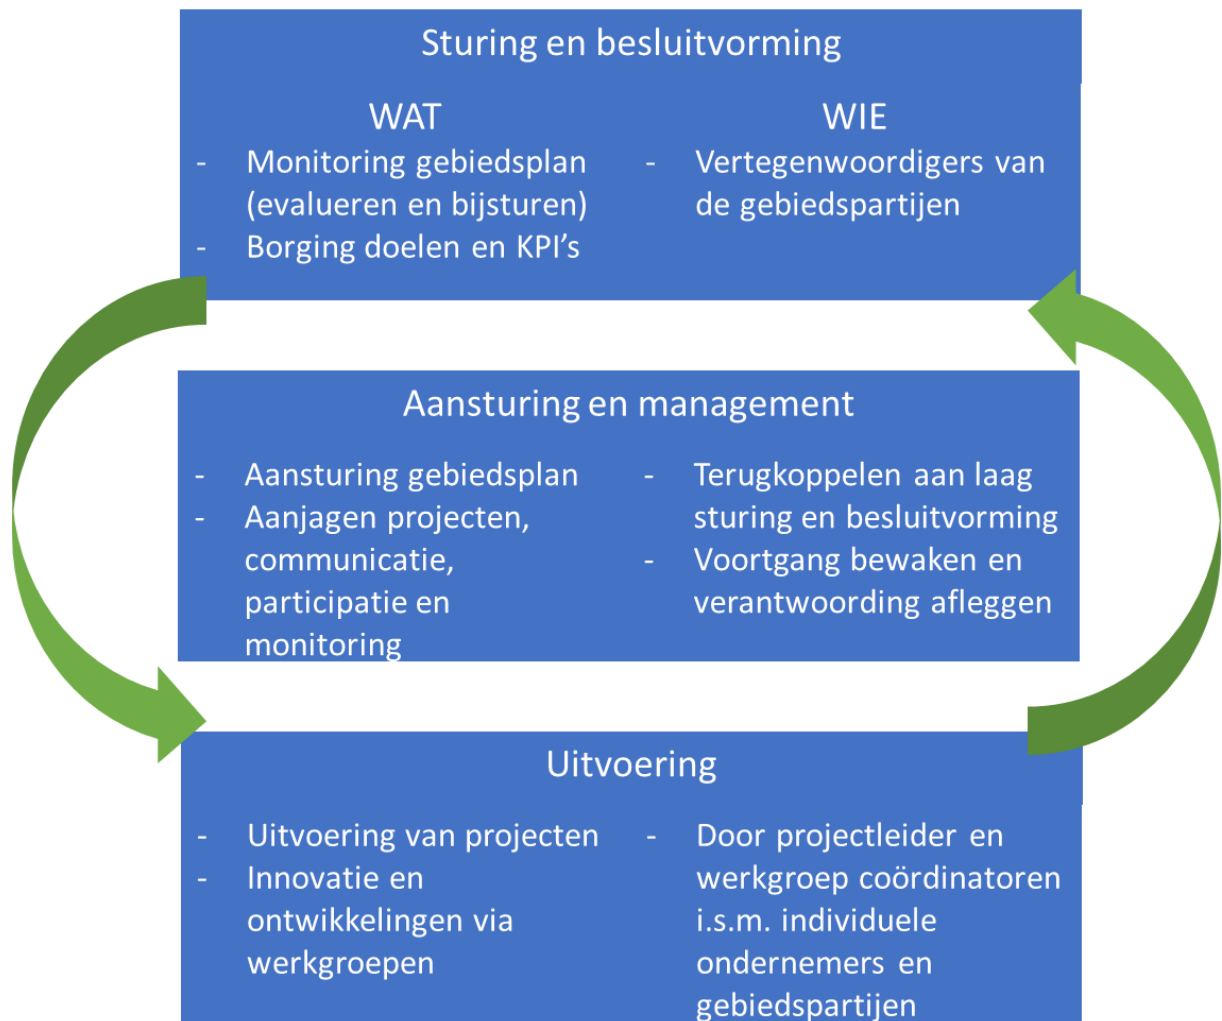 Sturing en besluitvorming
WAT
- Monitoring gebiedsplan
(evalueren en bijsturen)
- Borging doelen en KPI's
WIE
- Vertegenwoordigers van
de gebiedspartijen
Aansturing en management
- Aansturing gebiedsplan
- Aanjagen projecten,
communicatie,
participatie en
monitoring
- Terugkoppelen aan laag
sturing en besluitvorming
- Voortgang bewaken en
verantwoording afleggen
Uitvoering
- Uitvoering van projecten
- Innovatie en
ontwikkelingen via
werkgroepen
- Door projectleider en
werkgroep coördinatoren
i.s.m. individuele
ondernemers en
gebiedspartijen